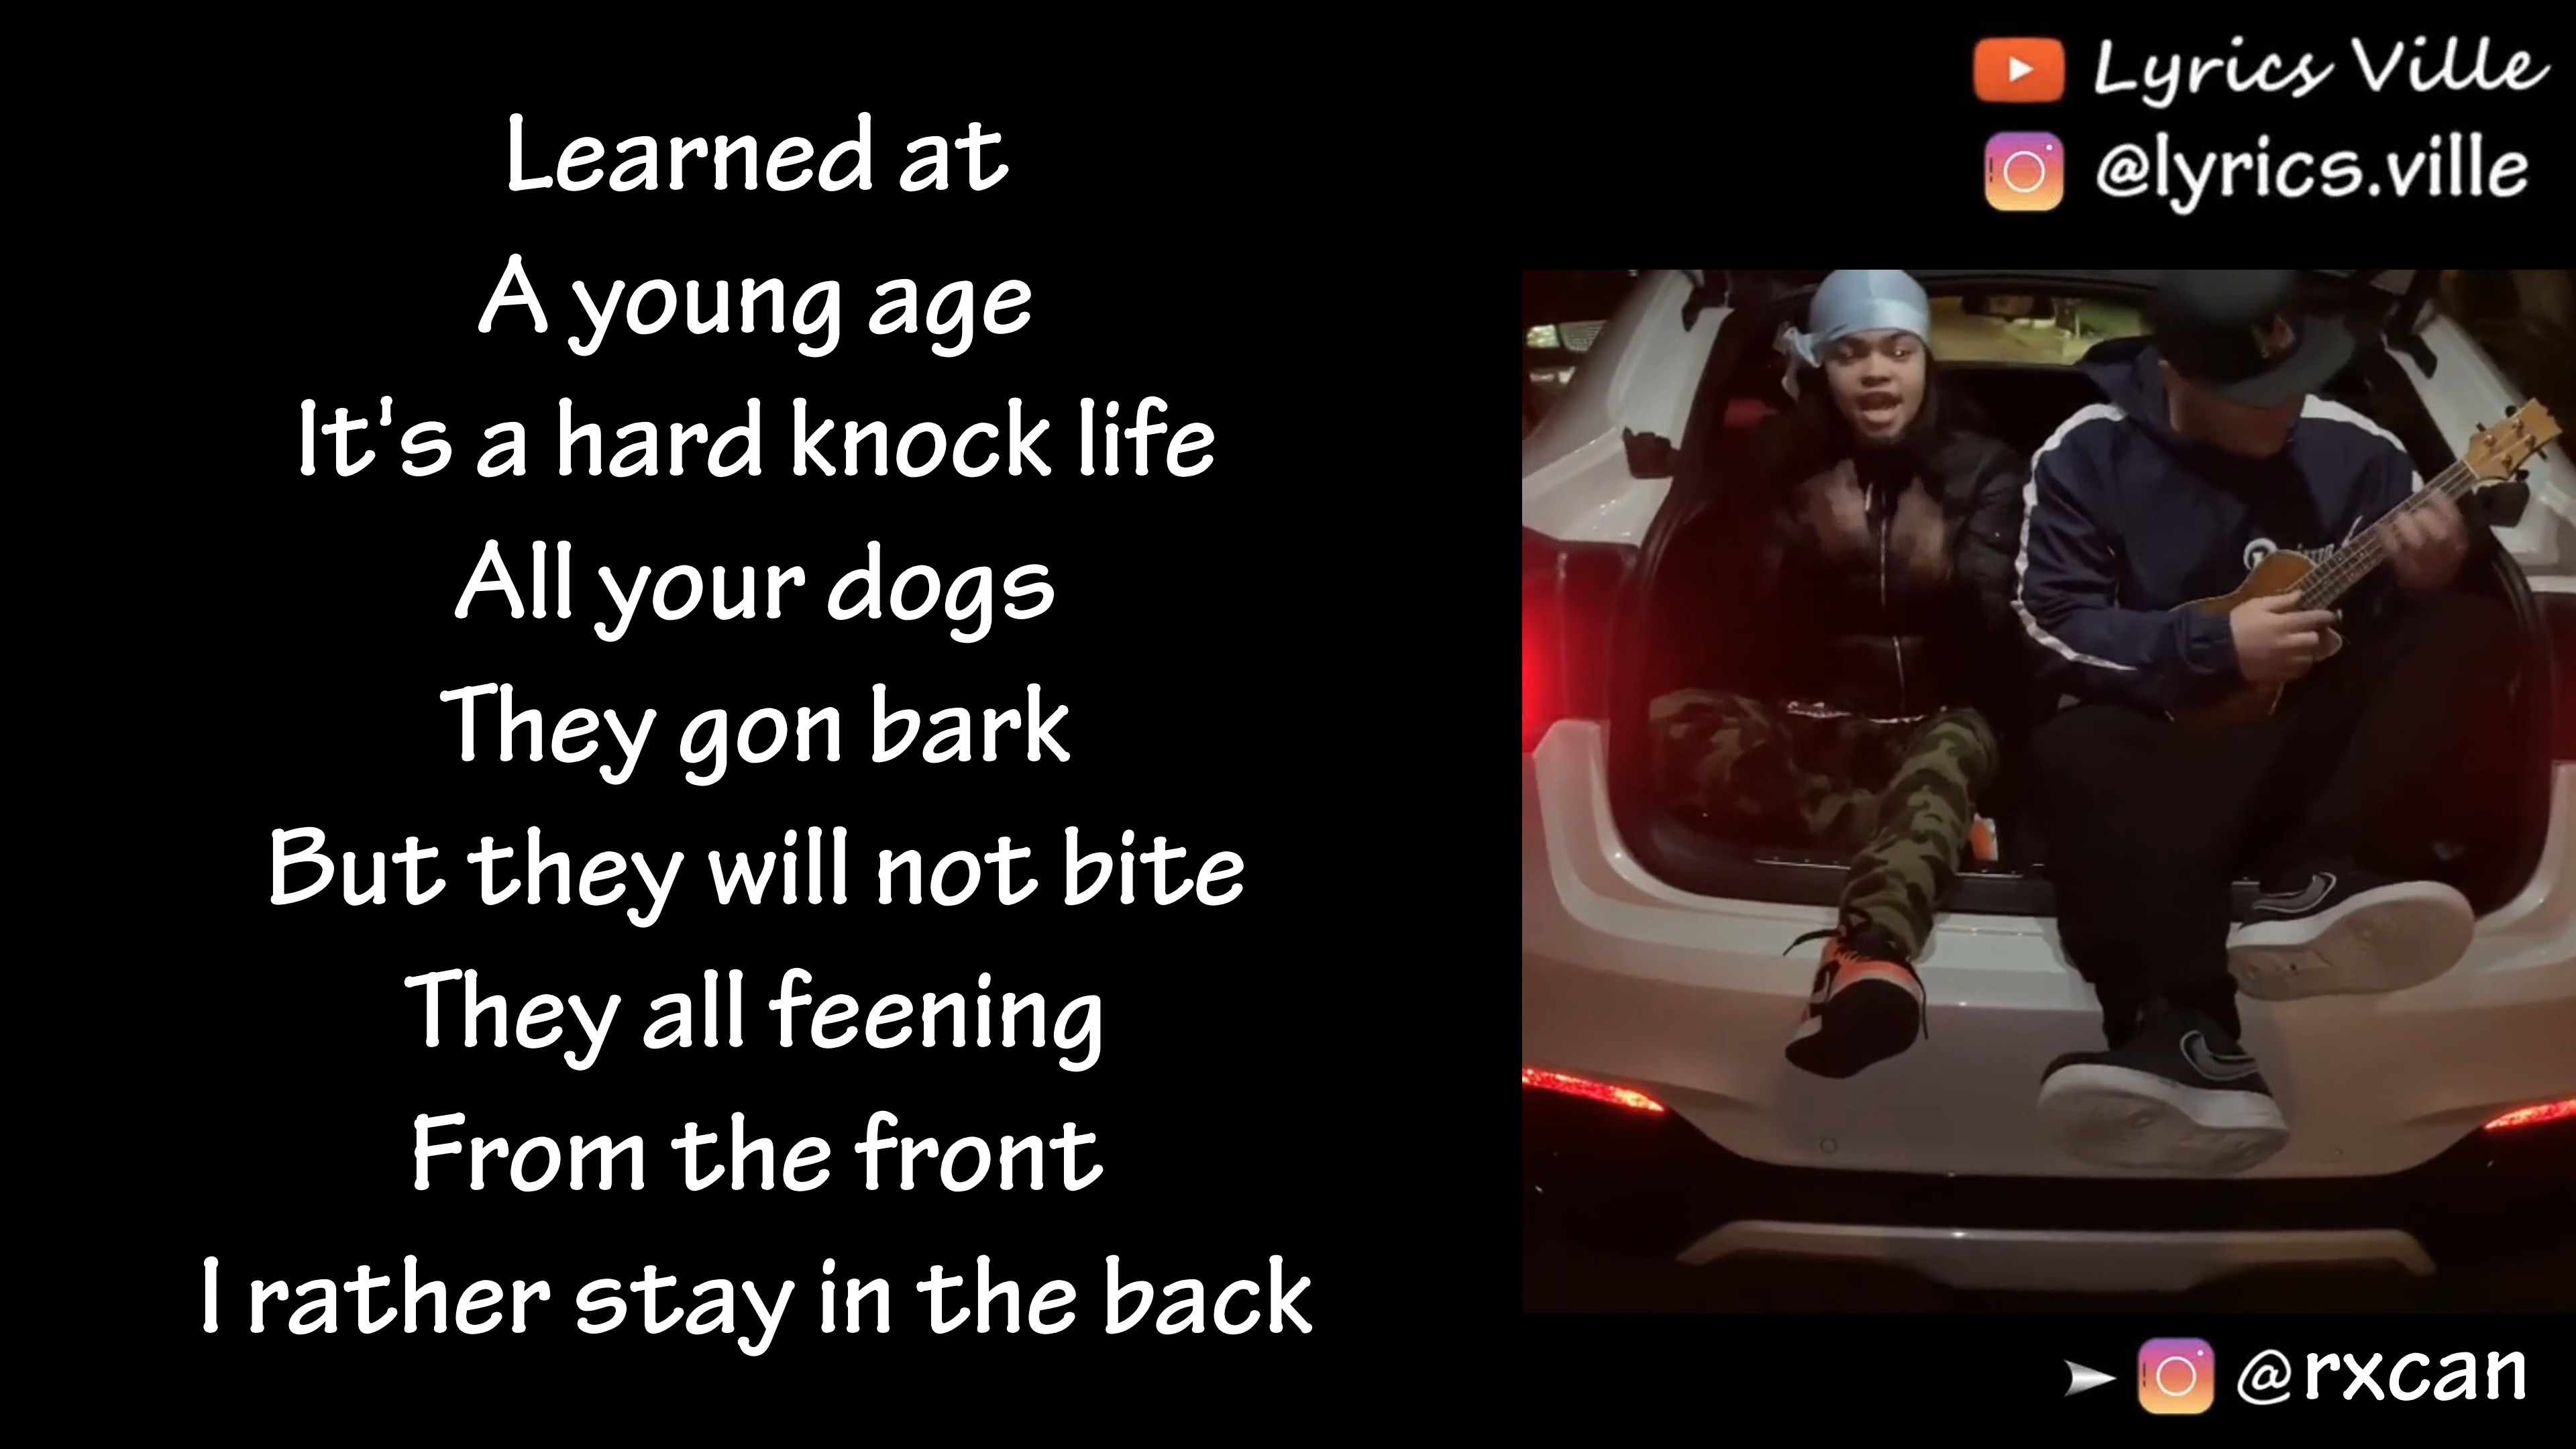 Lyrics Ville
@lyrics.ville
Learned at
A young age
It's a hard knock life
All your dogs
They gon bark
But they will not bite
They all feening
From the front
I rather stay in the back
@rxcan